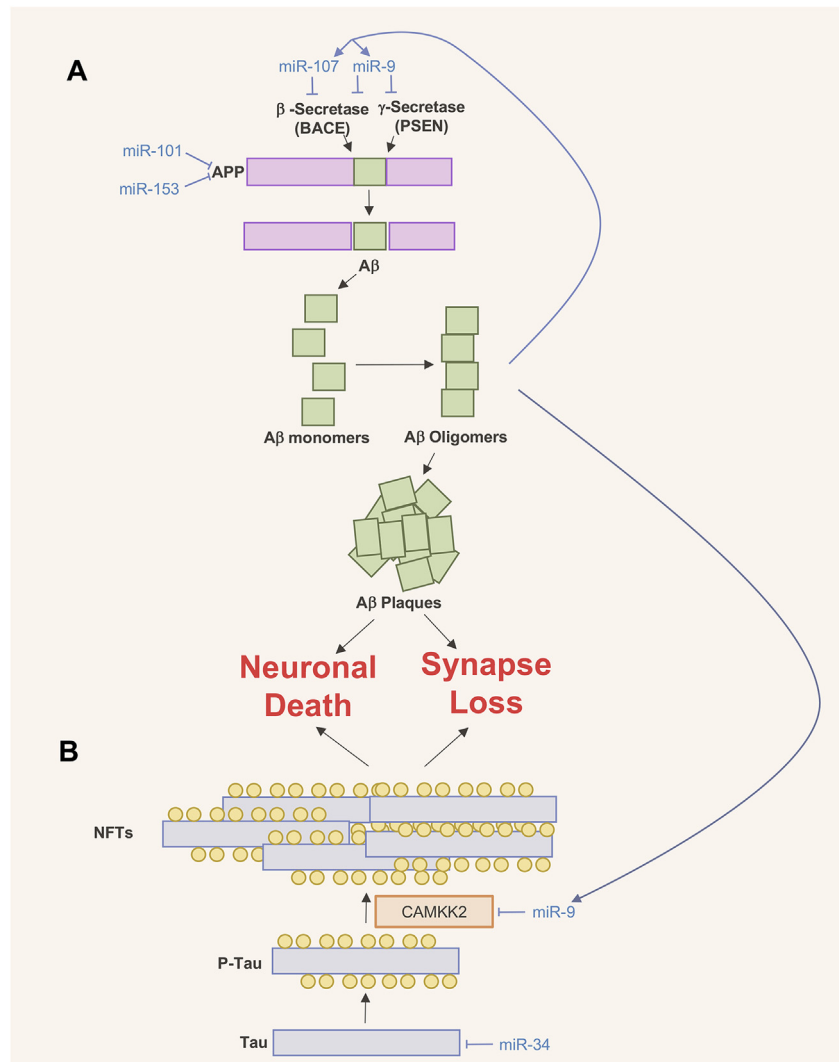 A
miR-107 miR-9
β -Secretase γ-Secretase
(BACE) (PSEN)
miR-101
APP
miR-153
Aβ
Aβ monomers Aβ Oligomers
Aβ Plaques
Neuronal Synapse
Death Loss
B
NFTs
CAMKK2 miR-9
P-Tau
Tau miR-34